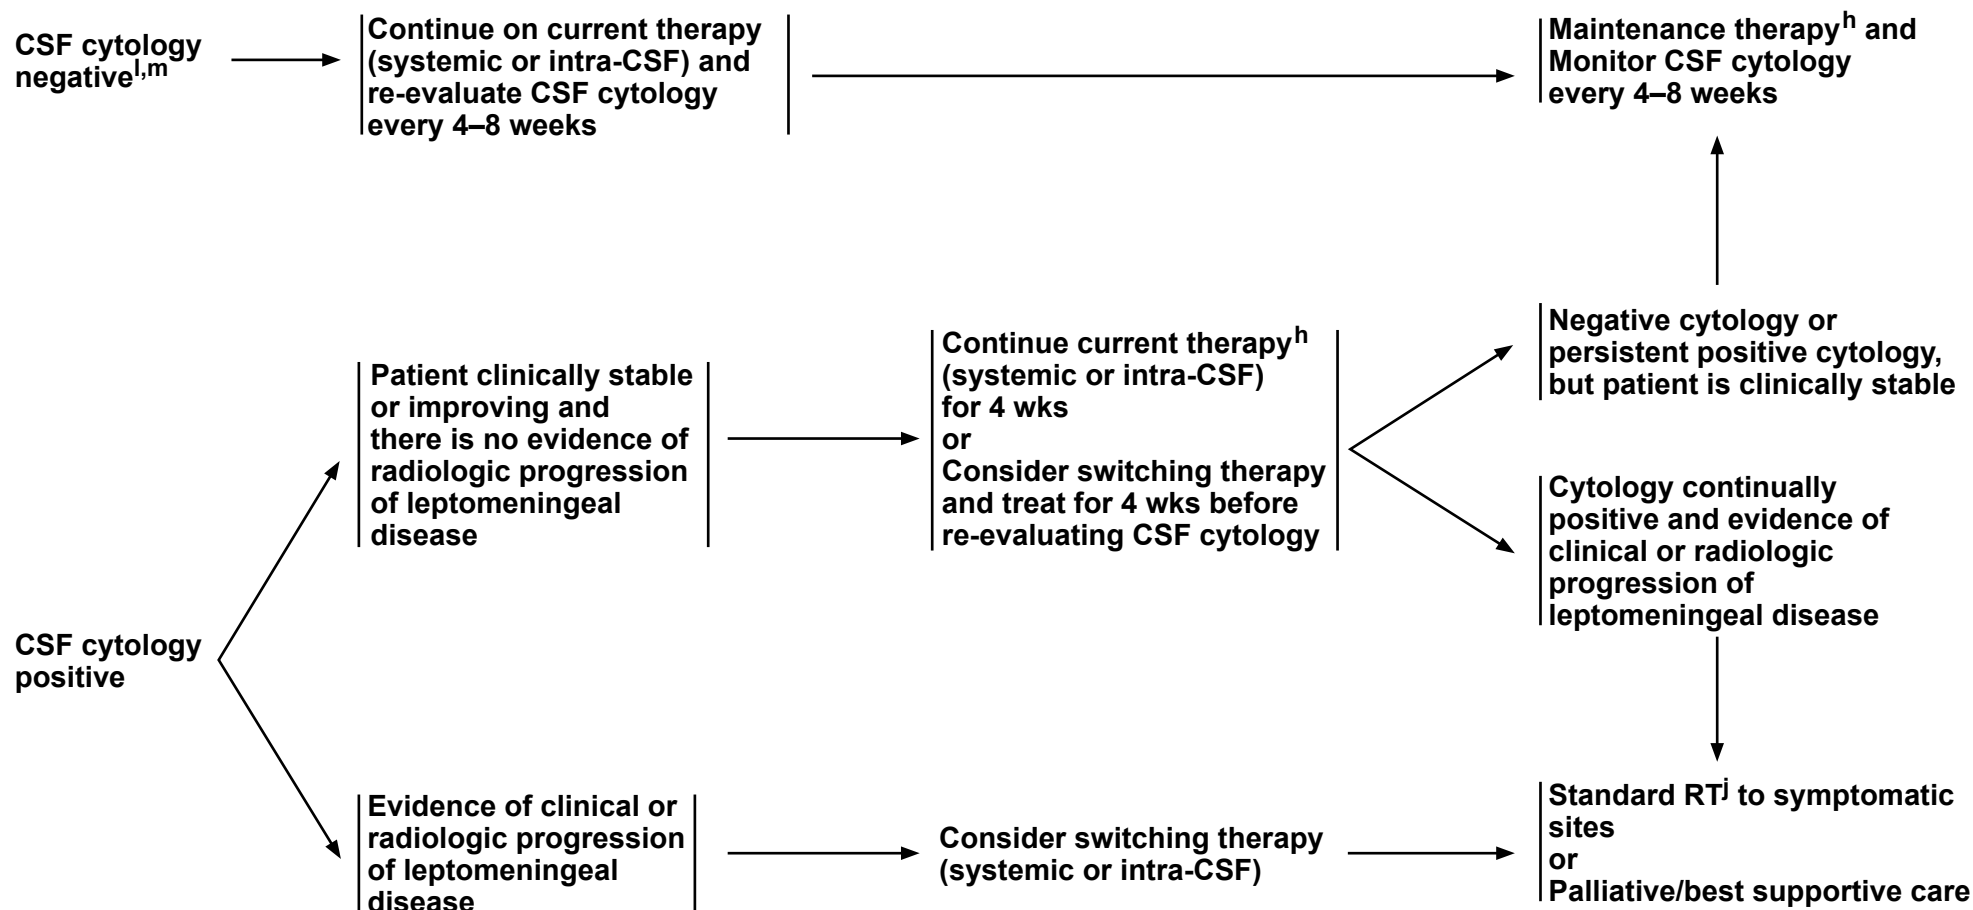 CSF cytology
negativel,m
Continue on current therapy
(systemic or intra-CSF) and
re-evaluate CSF cytology
every 4–8 weeks
Maintenance therapyh and
Monitor CSF cytology
every 4–8 weeks
CSF cytology
positive
Patient clinically stable
or improving and
there is no evidence of
radiologic progression
of leptomeningeal
disease
Continue current therapyh
(systemic or intra-CSF)
for 4 wks
or
Consider switching therapy
and treat for 4 wks before
re-evaluating CSF cytology
Negative cytology or
persistent positive cytology,
but patient is clinically stable
Cytology continually
positive and evidence of
clinical or radiologic
progression of
leptomeningeal disease
Evidence of clinical or
radiologic progression
of leptomeningeal
disease
Consider switching therapy
(systemic or intra-CSF)
Standard RTj to symptomatic
sites
or
Palliative/best supportive care